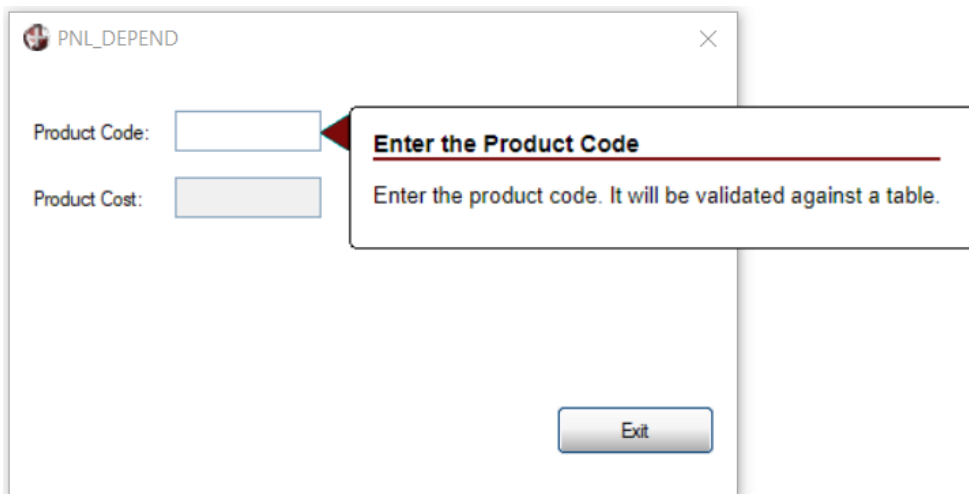 PNL_DEPEND
Product Code:
Enter the Product Code
Enter the product code. It will be validated against a table.
Product Cost:
Exit